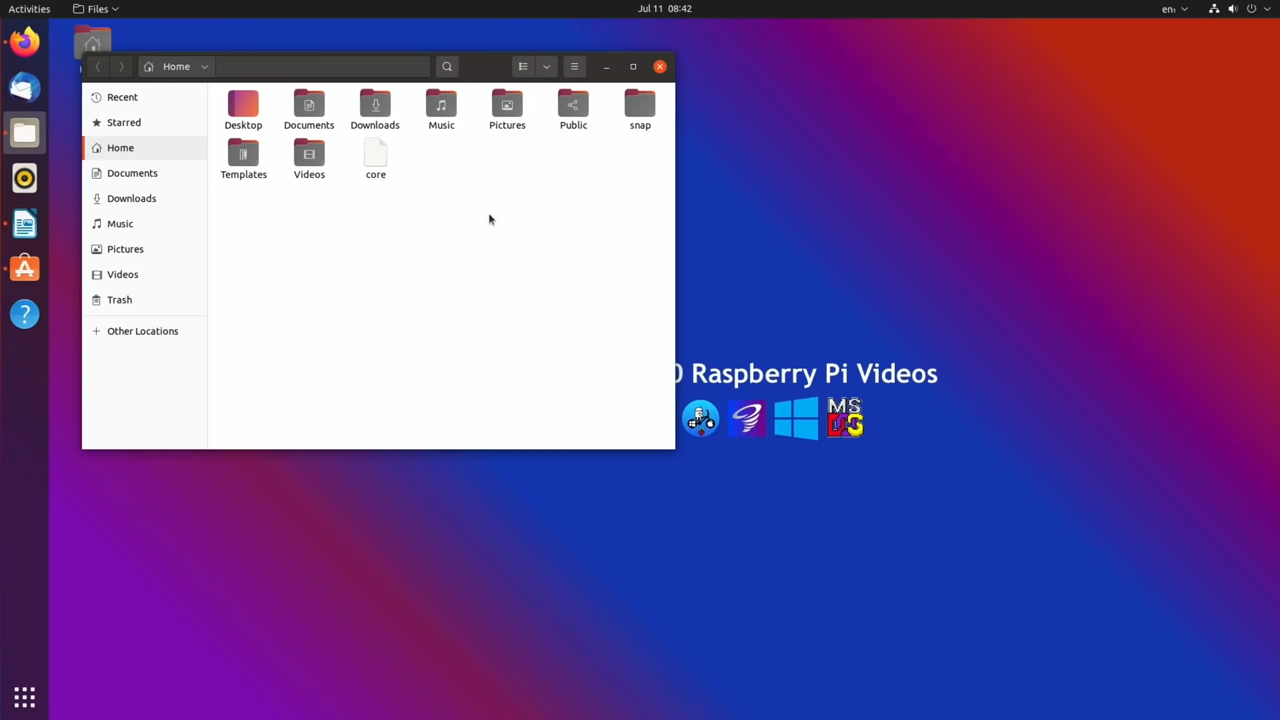 Activities Files Jul 11 08:42 en₁
Home
Recent
Starred
Home
Documents
Downloads
Music
Pictures
Videos
Trash
Other Locations
Desktop Documents Downloads Music Pictures Public snap
Templates Videos core
Raspberry Pi Videos
MS